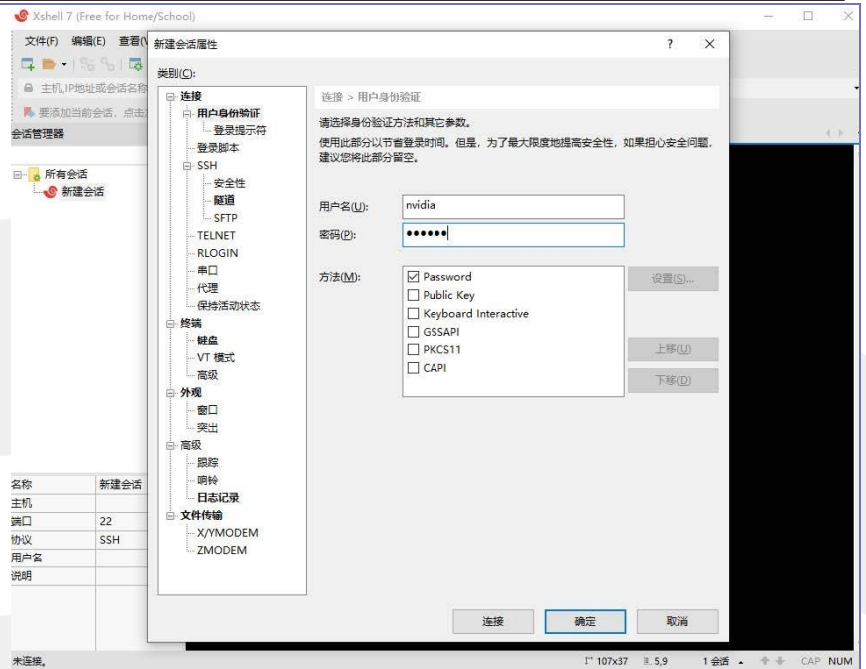 Xshell 7 (Free for Home/School)
文件(F) 编辑(E) 查看(V
主机,IP地址或会话名称
要添加当前会话, 点击
会话管理器
所有会话
新建会话
名称 新建会话
主机
端口 22
协议 SSH
用户名
说明
未连接。
新建会话属性 ?
类别(C):
连接
用户身份验证
登录提示符
登录脚本
SSH
安全性
隧道
SFTP
TELNET
RLOGIN
串口
代理
保持活动状态
终端
键盘
VT 模式
高级
外观
窗口
突出
高级
跟踪
响铃
日志记录
文件传输
X/YMODEM
ZMODEM
连接 > 用户身份验证
请选择身份验证方法和其它参数。
使用此部分以节省登录时间。但是，为了最大限度地提高安全性，如果担心安全问题，
建议您将此部分留空。
用户名(U): nvidia
密码(P): ●●●●●●
方法(M):
Password
Public Key
Keyboard Interactive
GSSAPI
PKCS11
CAPI
设置(S)...
上移(U)
下移(D)
连接 确定 取消
107x37 5,9 1 会话 CAP NUM